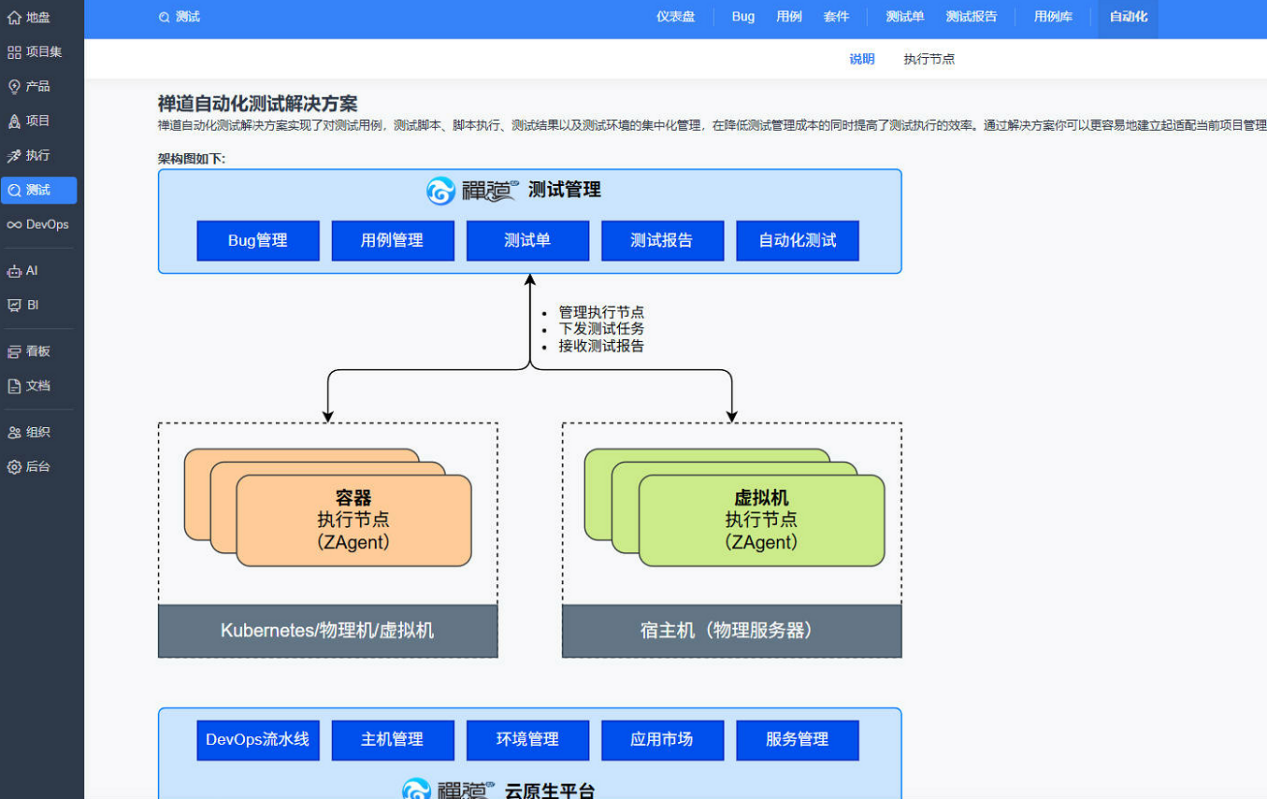 地盘
项目集
产品
项目
执行
测试
DevOps
AI
BI
看板
文档
组织
后台
测试
仪表盘 Bug 用例 套件 测试单 测试报告 用例库 自动化
说明 执行节点
禅道自动化测试解决方案
禅道自动化测试解决方案实现了对测试用例，测试脚本、脚本执行、测试结果以及测试环境的集中化管理，在降低测试管理成本的同时提高了测试执行的效率。通过解决方案你可以更容易地建立起适配当前项目管理
架构图如下:
禪道 测试管理
Bug管理 用例管理 测试单 测试报告 自动化测试
• 管理执行节点
• 下发测试任务
• 接收测试报告
容器
执行节点
（ZAgent）
虚拟机
执行节点
（ZAgent）
Kubernetes/物理机/虚拟机
宿主机（物理服务器）
DevOps流水线 主机管理 环境管理 应用市场 服务管理
禪道 云原生平台